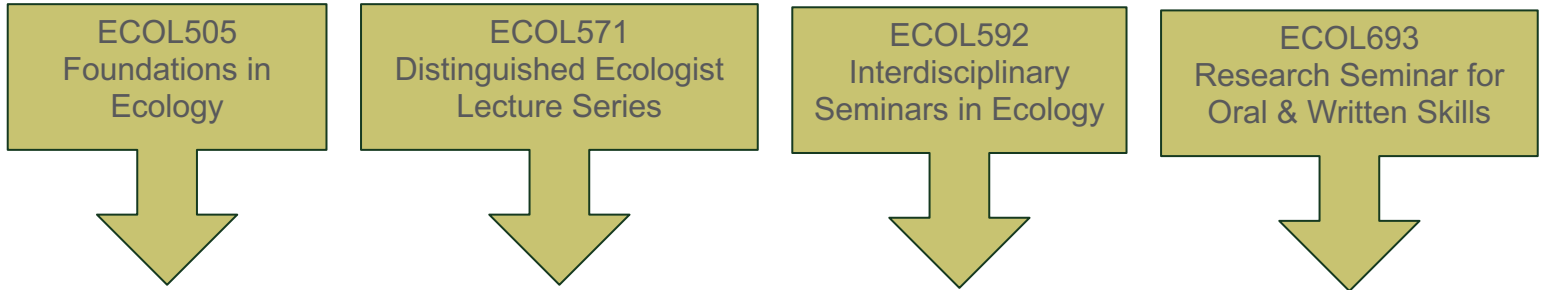 ECOL505
Foundations in
Ecology
ECOL571
Distinguished Ecologist
Lecture Series
ECOL592
Interdisciplinary
Seminars in Ecology
ECOL693
Research Seminar for
Oral & Written Skills